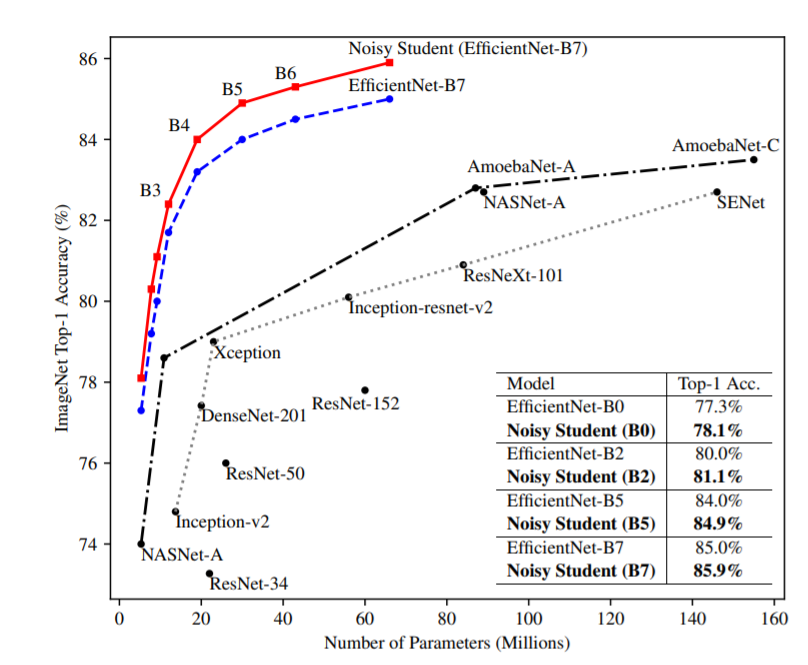 Noisy Student (EfficientNet-B7)
86
B6
EfficientNet-B7
B5
B4
84
AmoebaNet-C
AmoebaNet-A
B3
NASNet-A
SENet
82
ResNeXt-101
80
Inception-resnet-v2
Xception
78
ResNet-152
DenseNet-201
76
ResNet-50
Inception-v2
74
NASNet-A
ResNet-34
ImageNet Top-1 Accuracy (%)
Model Top-1 Acc.
EfficientNet-B0 77.3%
Noisy Student (B0) 78.1%
EfficientNet-B2 80.0%
Noisy Student (B2) 81.1%
EfficientNet-B5 84.0%
Noisy Student (B5) 84.9%
EfficientNet-B7 85.0%
Noisy Student (B7) 85.9%
0 20 40 60 80 100 120 140 160
Number of Parameters (Millions)